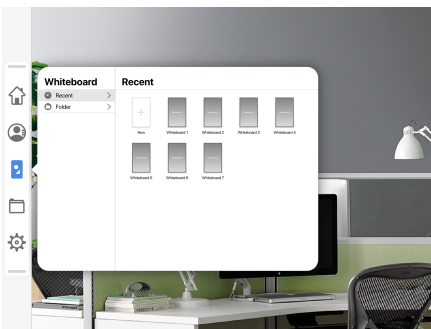 Whiteboard
Recent
Recent
Folder
New
Whiteboard 1
Whiteboard 2
Whiteboard 3
Whiteboard 4
Whiteboard 5
Whiteboard 6
Whiteboard 7